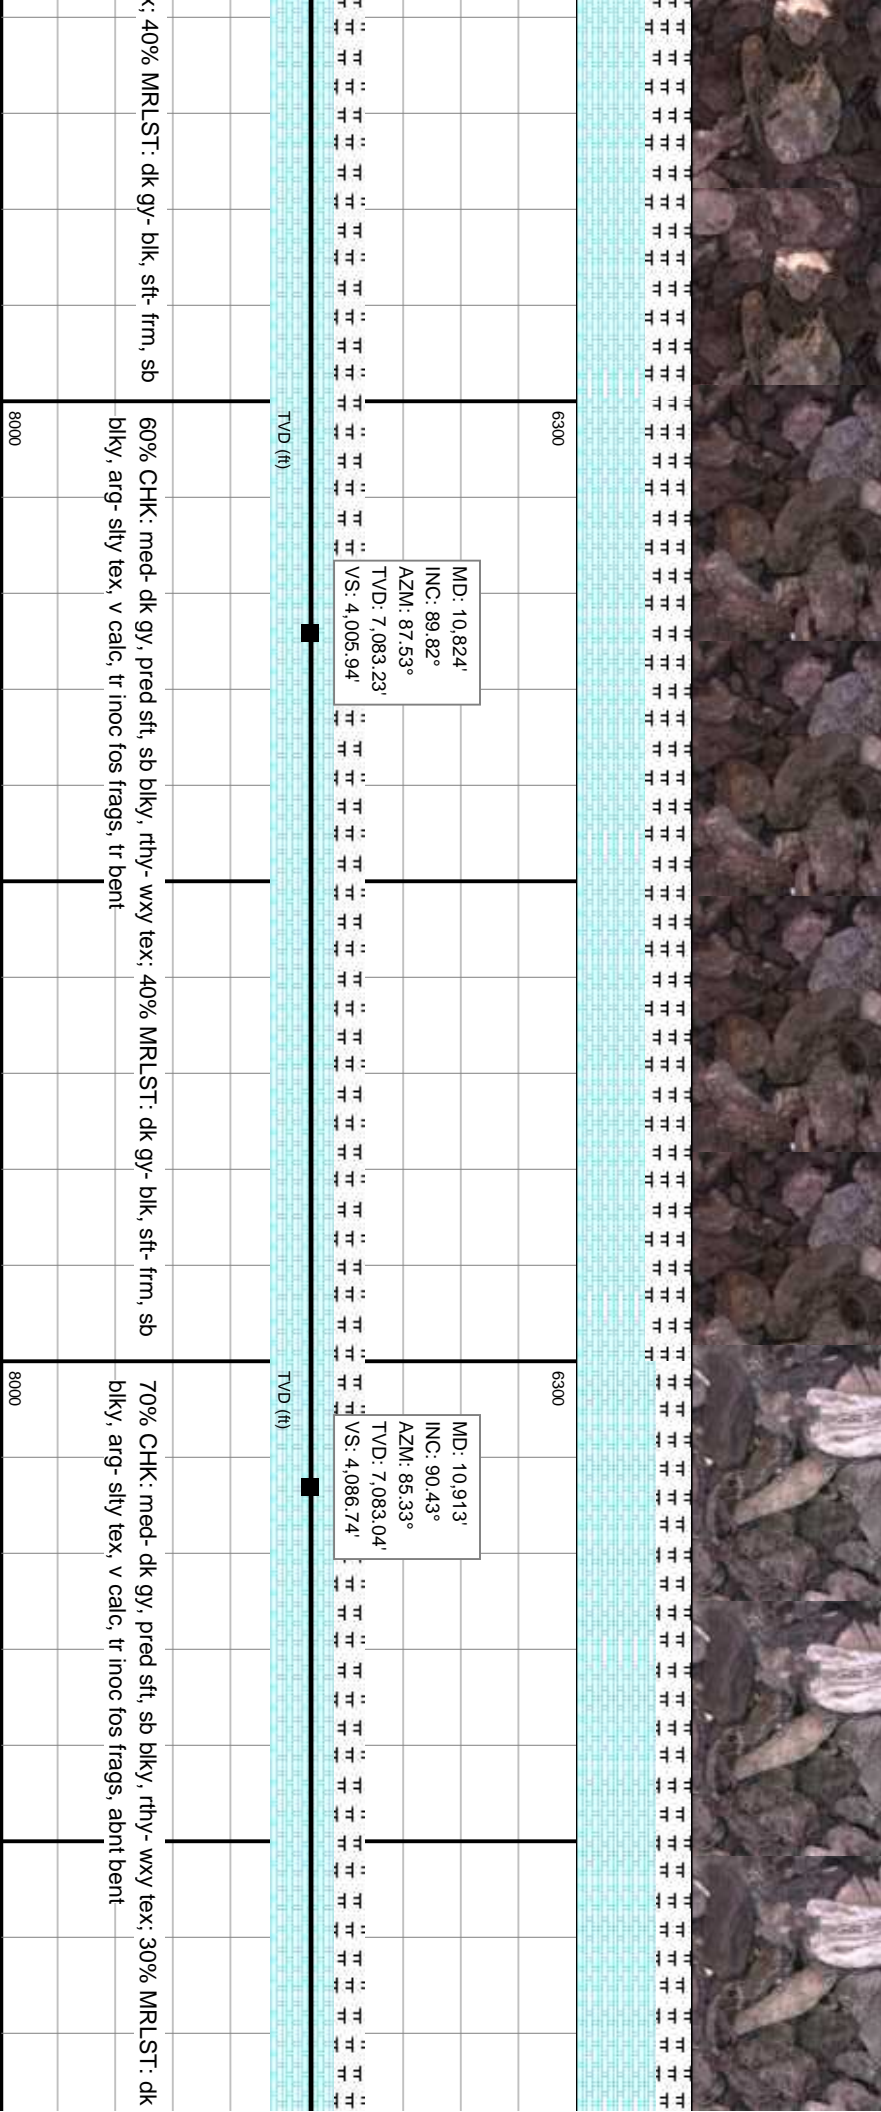 x; 40% MRLST: dk gy- blk, sft- frm, sb
6300
TVD (ft)
8000
MD: 10,824'
INC: 89.82°
AZM: 87.53°
TVD: 7,083.23'
VS: 4,005.94'
60% CHK: med- dk gy, pred sft, sb blky, rthy- wxy tex; 40% MRLST: dk gy- blk, sft- frm, sb
blky, arg- slty tex, v calc, tr inoc fos frags, tr bent
6300
TVD (ft)
8000
MD: 10,913'
INC: 90.43°
AZM: 85.33°
TVD: 7,083.04'
VS: 4,086.74'
70% CHK: med- dk gy, pred sft, sb blky, rthy- wxy tex; 30% MRLST: dk
blky, arg- slty tex, v calc, tr inoc fos frags, abnt bent